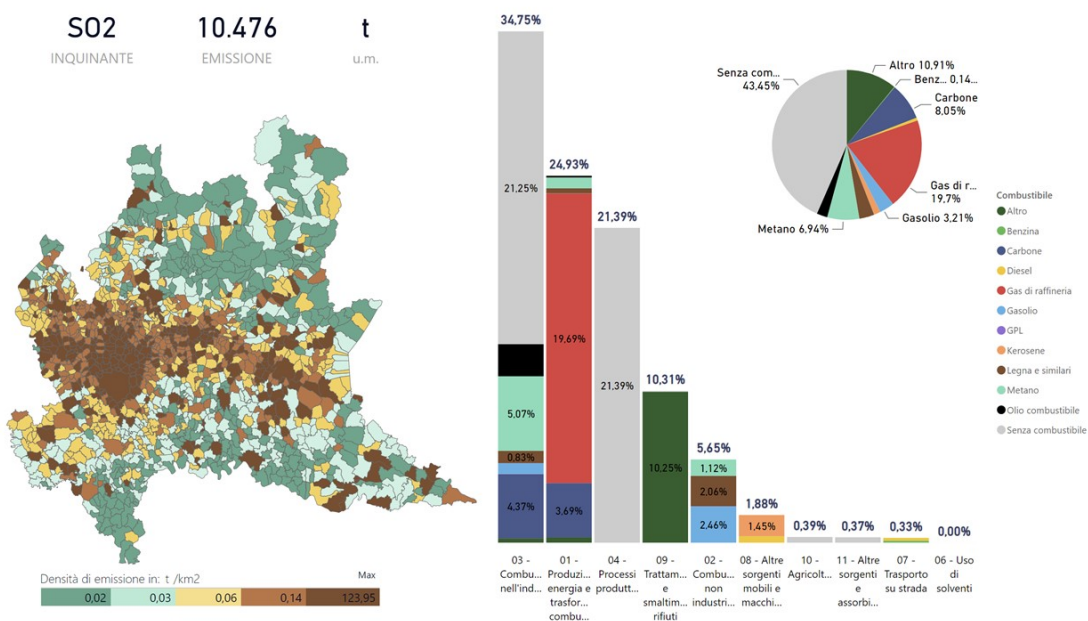 SO2
INQUINANTE
10.476
EMISSIONE
t
u.m.
Densità di emissione in: t /km2
Max
0,02
0,03
0,06
0,14
123,95
34,75%
21,25%
5.07%
0.83%
4.37%
24,93%
19,69%
3.69%
21,39%
21.39%
10,31%
10.25%
5,65%
1,12%
2.06%
2.46%
1,88%
1.45%
0,39%
0,37%
0,33%
0,00%
03 -
Combu...
nell'ind...
01 -
Produzi...
energia e
trasfor...
combu...
04 -
Processi
produtt...
09 -
Trattam...
e
smaltim...
rifiuti
02 -
Combu...
non
industri...
08 - Altre
sorgenti
mobili e
macchi...
10 -
Agricolt...
11 - Altre
sorgenti
e
assorbi...
07 -
Trasporto
su strada
06 - Uso
di
solventi
Altro 10,91%
Benz... 0,14...
Carbone
8,05%
Gas di r...
19,7%
Gasolio 3,21%
Metano 6,94%
Senza com...
43,45%
Combustibile
Altro
Benzina
Carbone
Diesel
Gas di raffineria
Gasolio
GPL
Kerosene
Legna e similari
Metano
Olio combustibile
Senza combustibile